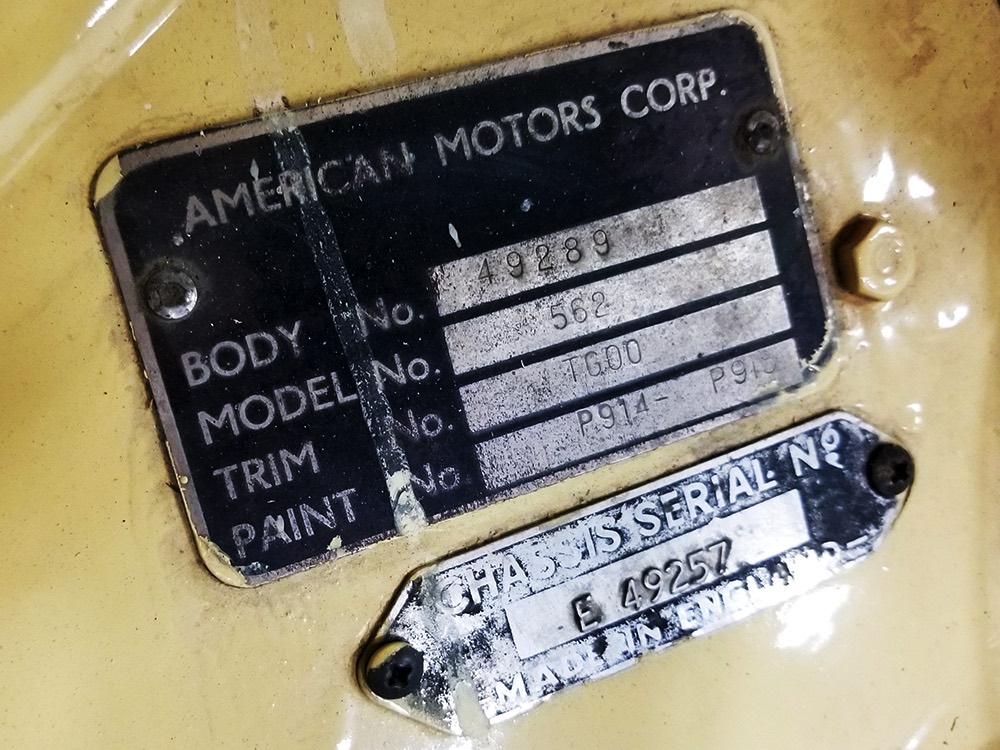 AMERICAN MOTORS CORP.
BODY No. 49289
MODEL No. 562
TRIM No. TG00
PAINT No. P914- P913
CHASSIS SERIAL Nº
E 49257
MADE IN ENGLAND